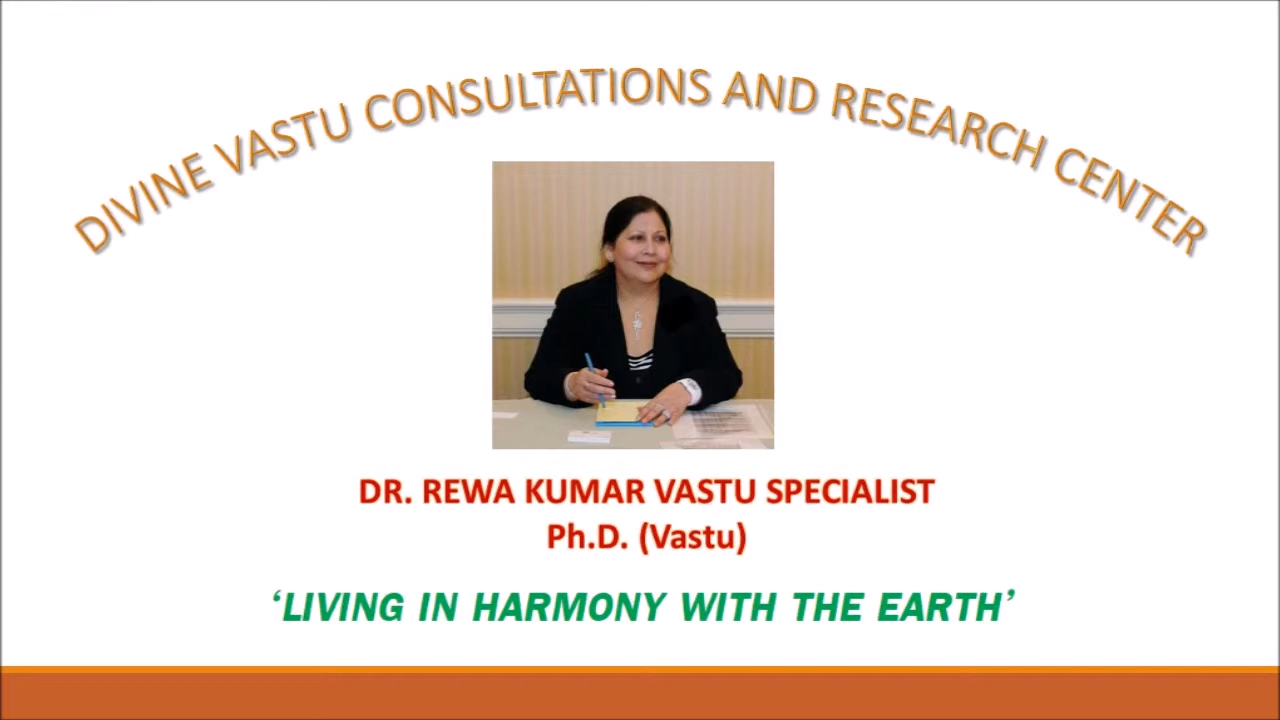 DIVINE VASTU CONSULTATIONS AND RESEARCH CENTER
DR. REWA KUMAR VASTU SPECIALIST
Ph.D. (Vastu)
‘LIVING IN HARMONY WITH THE EARTH’